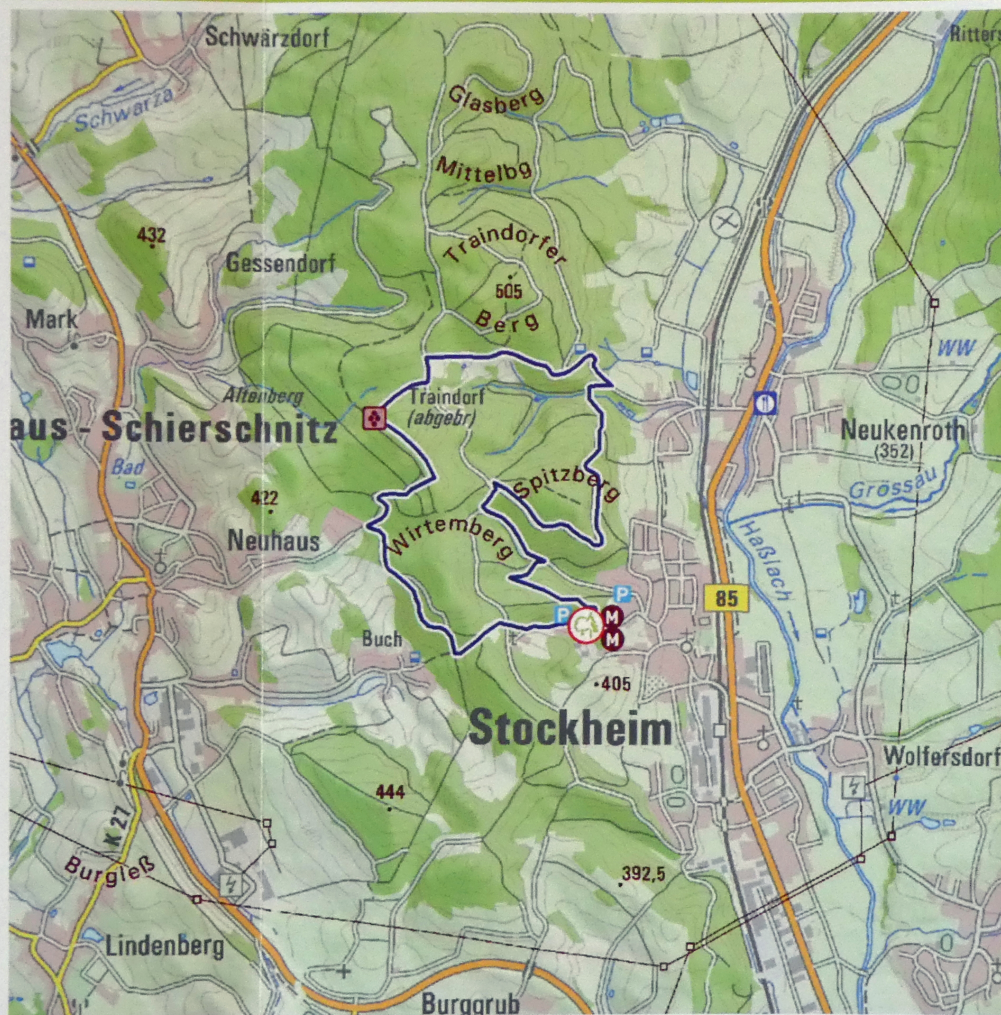 Schwärzdorf
Ritters
Schwarza
Glasberg
Mittelbg
432
Traindorfer
Gessendorf
505
Berg
Mark
WW
Altenberg
Traindorf
(abgebr)
aus - Schierschnitz
Neukenroth
(352)
Bad
Spitzberg
Grössau
422
Neuhaus
Wirtemberg
Haßlach
P
P
85
M
M
Buch
405
Stockheim
Wolfersdorf
444
WW
K 27
Burgleß
392,5
Lindenberg
Burggrub